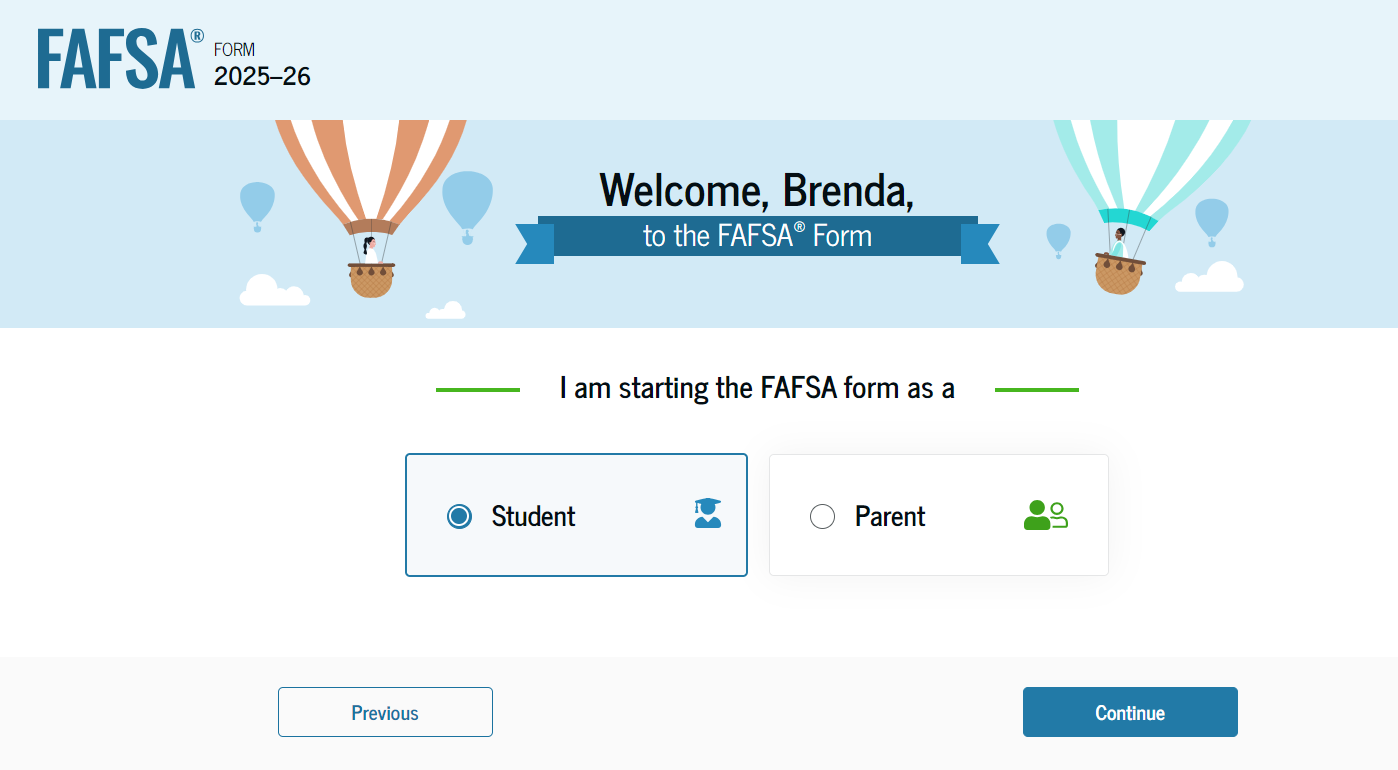 FAFSA® FORM
2025–26
Welcome, Brenda,
to the FAFSA® Form
I am starting the FAFSA form as a
Student
Parent
Previous
Continue